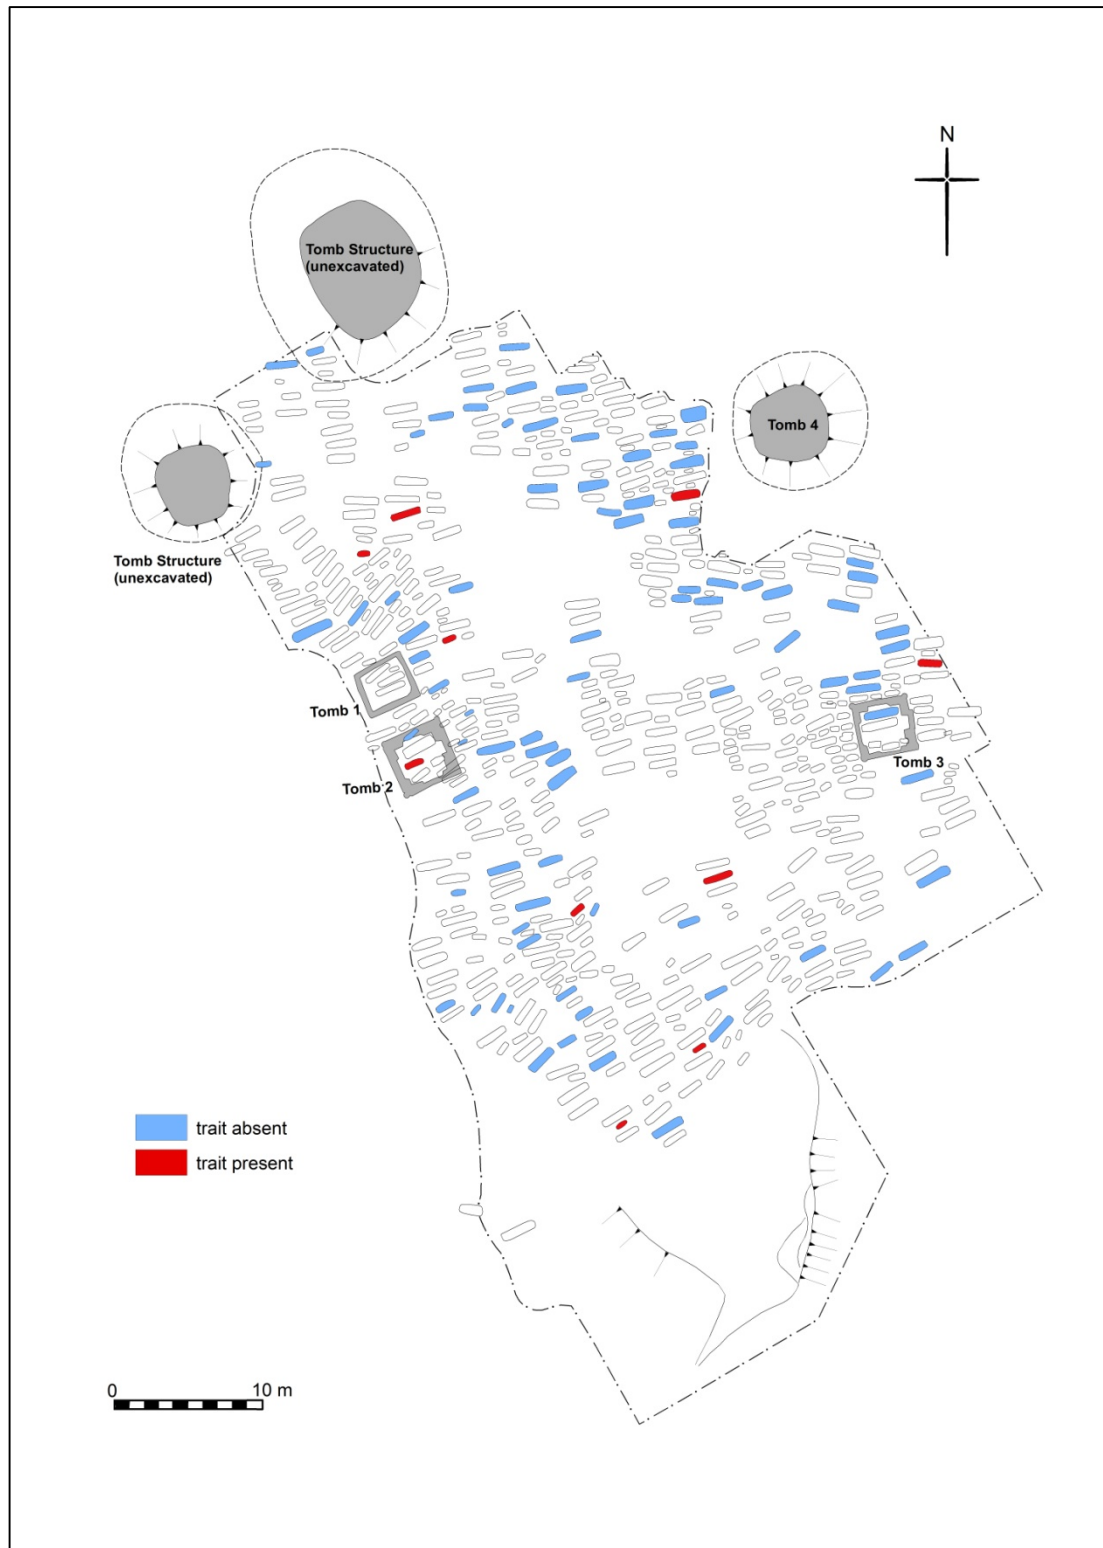 N
Tomb Structure
(unexcavated)
Tomb 4
Tomb Structure
(unexcavated)
Tomb 1
Tomb 2
Tomb 3
trait absent
trait present
0 10 m